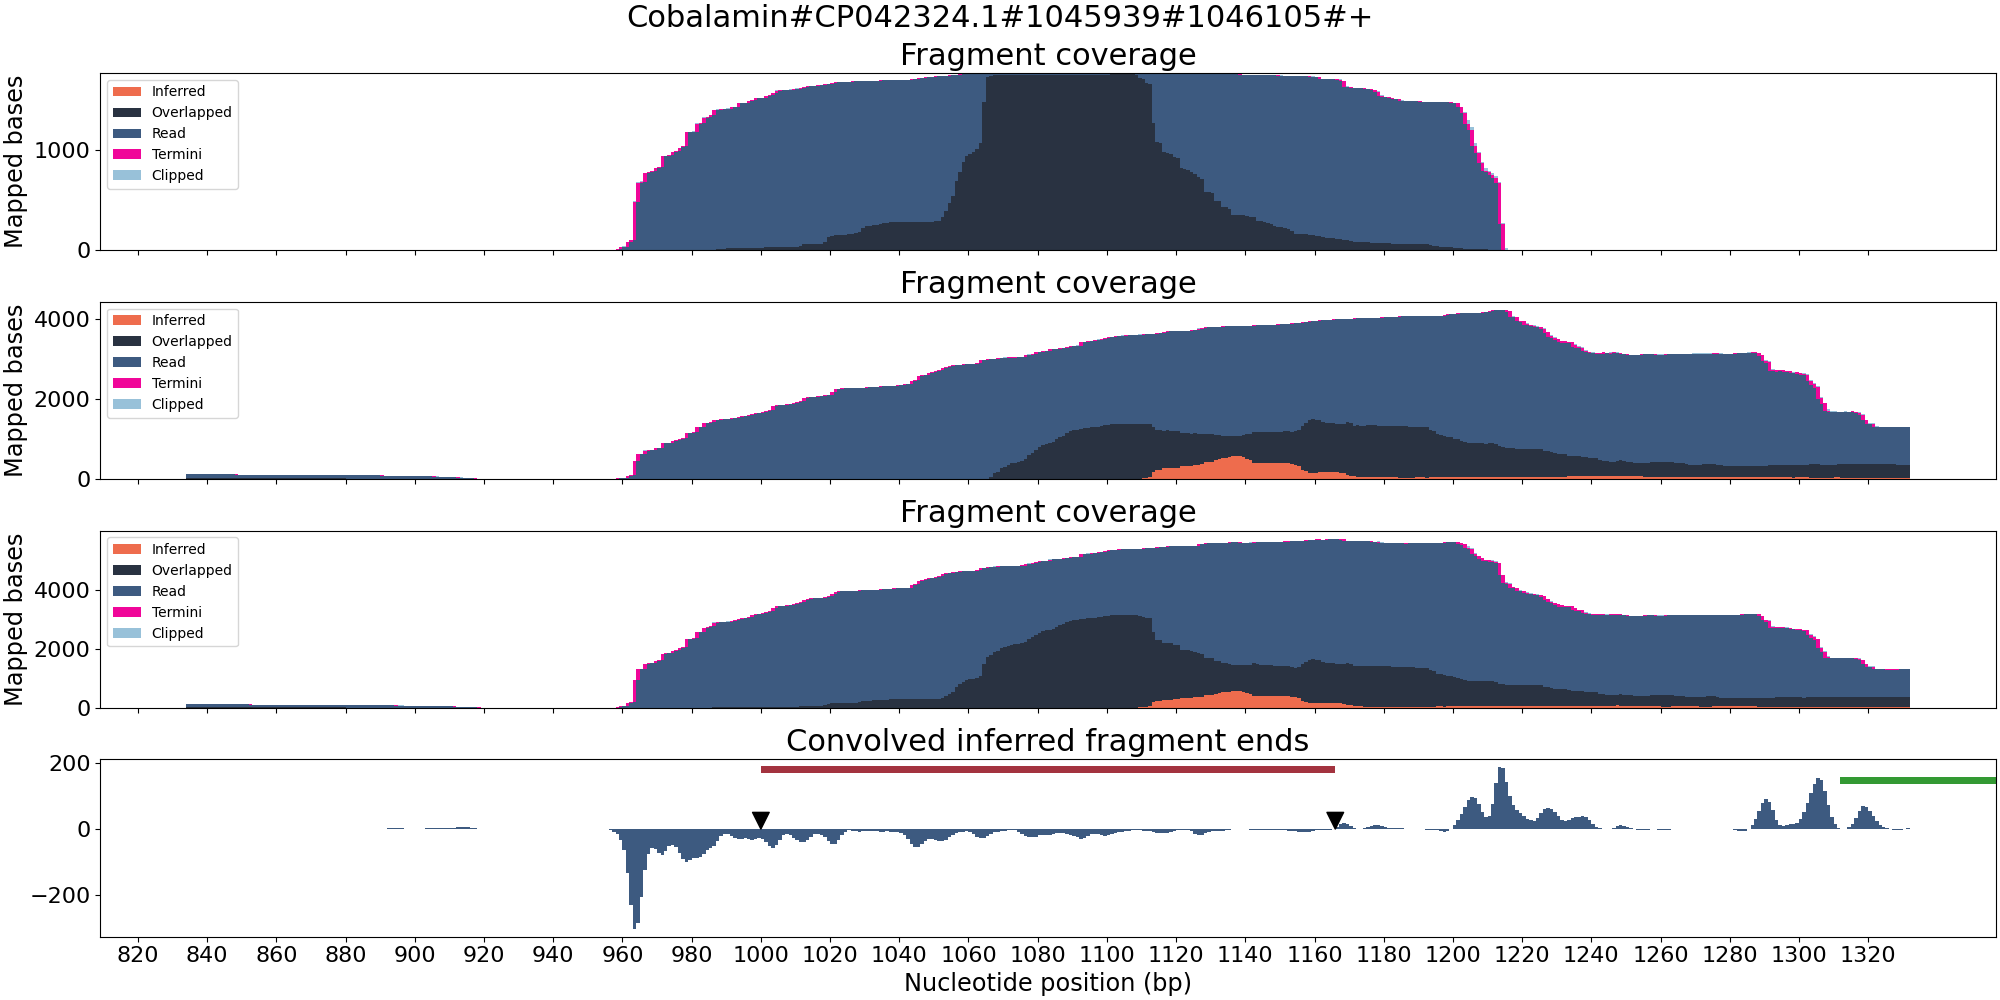 Cobalamin#CP042324.1#1045939#1046105#+
Fragment coverage
Mapped bases
1000
0
Inferred
Overlapped
Read
Termini
Clipped
Fragment coverage
Mapped bases
4000
2000
0
Inferred
Overlapped
Read
Termini
Clipped
Fragment coverage
Mapped bases
4000
2000
0
Inferred
Overlapped
Read
Termini
Clipped
Convolved inferred fragment ends
200
0
−200
820 840 860 880 900 920 940 960 980 1000 1020 1040 1060 1080 1100 1120 1140 1160 1180 1200 1220 1240 1260 1280 1300 1320
Nucleotide position (bp)